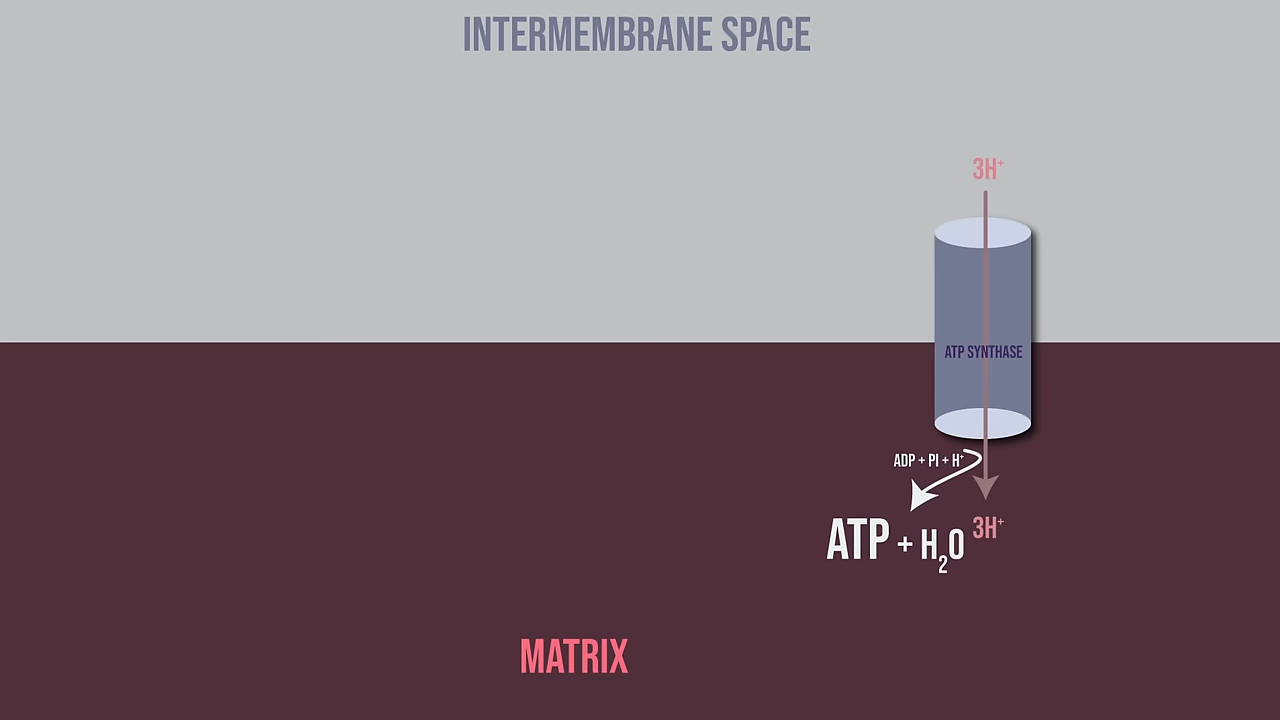 INTERMEMBRANE SPACE
3H⁺
ATP SYNTHASE
ADP + PI + H⁺
ATP + H₂O
3H⁺
MATRIX